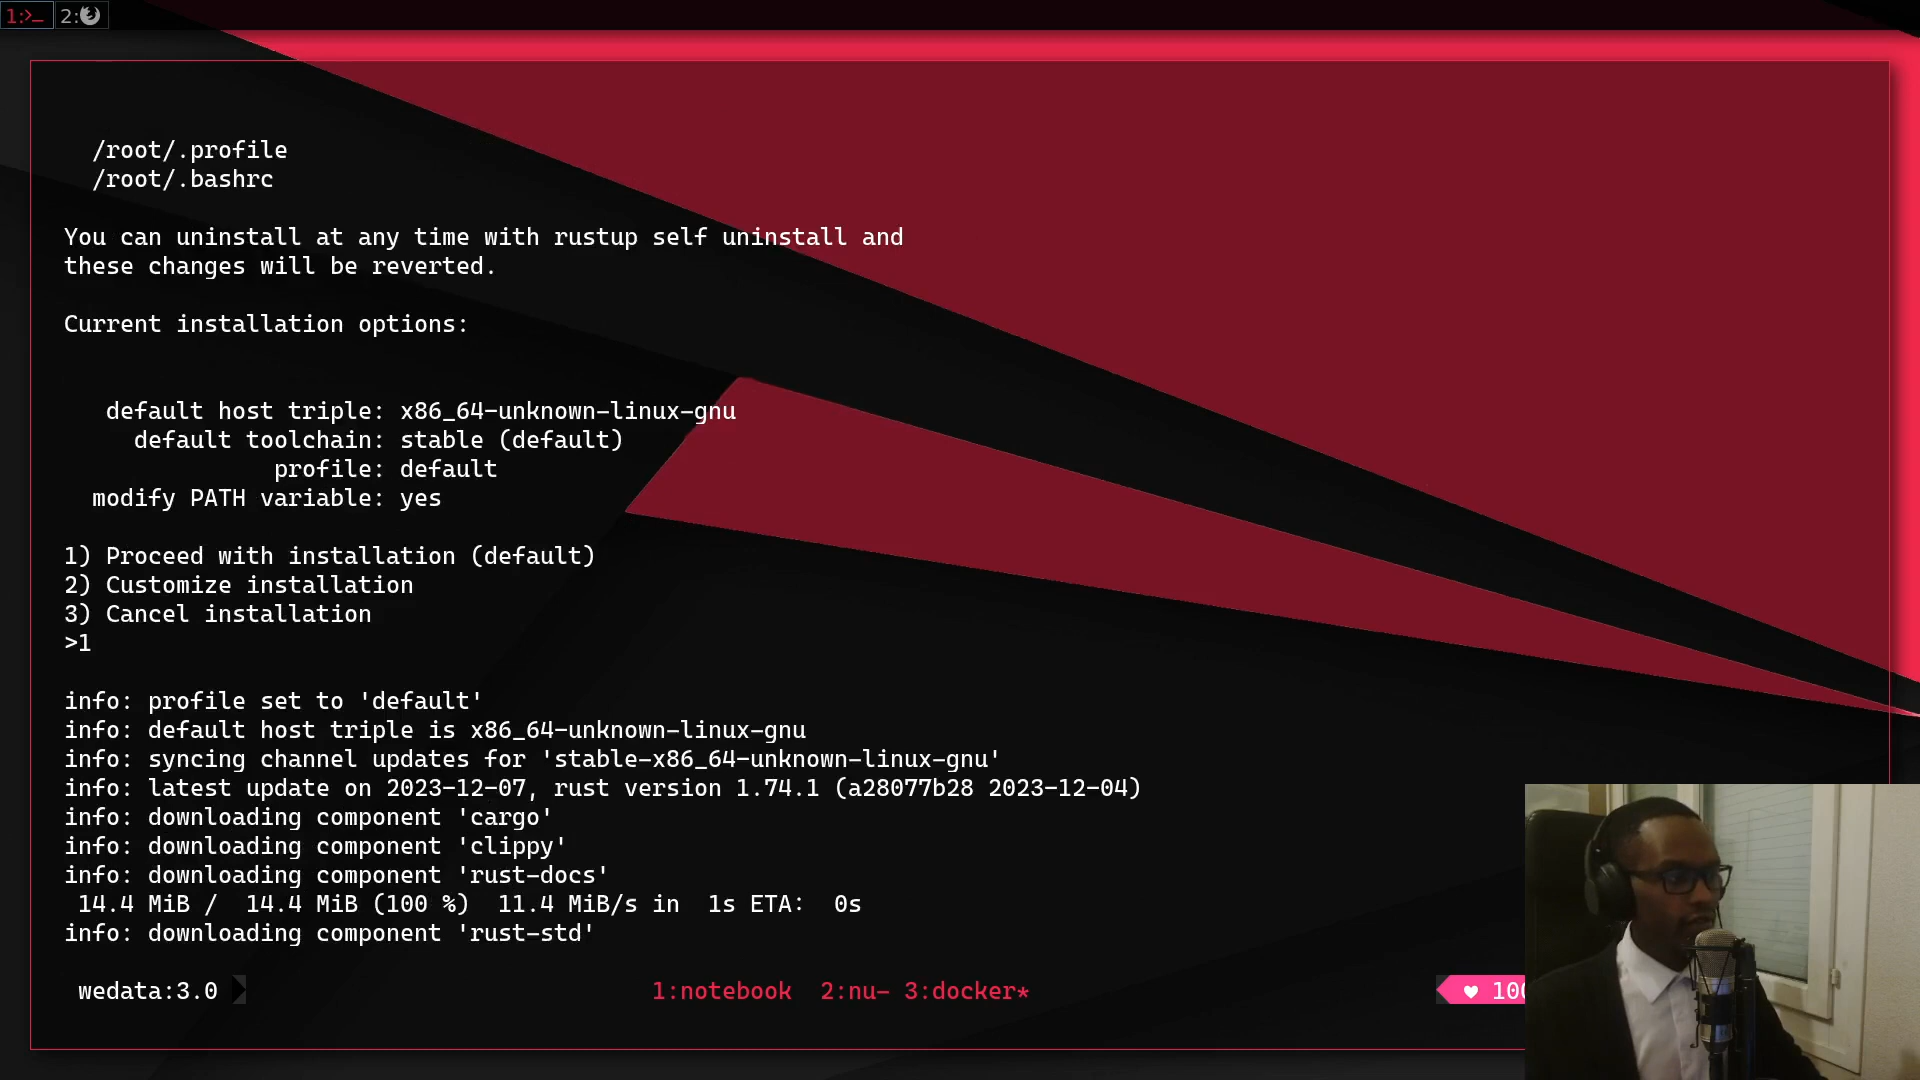 1:>_ 2:
/root/.profile
/root/.bashrc
You can uninstall at any time with rustup self uninstall and
these changes will be reverted.
Current installation options:
default host triple: x86_64-unknown-linux-gnu
default toolchain: stable (default)
profile: default
modify PATH variable: yes
1) Proceed with installation (default)
2) Customize installation
3) Cancel installation
>1
info: profile set to 'default'
info: default host triple is x86_64-unknown-linux-gnu
info: syncing channel updates for 'stable-x86_64-unknown-linux-gnu'
info: latest update on 2023-12-07, rust version 1.74.1 (a28077b28 2023-12-04)
info: downloading component 'cargo'
info: downloading component 'clippy'
info: downloading component 'rust-docs'
14.4 MiB / 14.4 MiB (100 %) 11.4 MiB/s in 1s ETA: 0s
info: downloading component 'rust-std'
wedata:3.0 1:notebook 2:nu- 3:docker* ♥